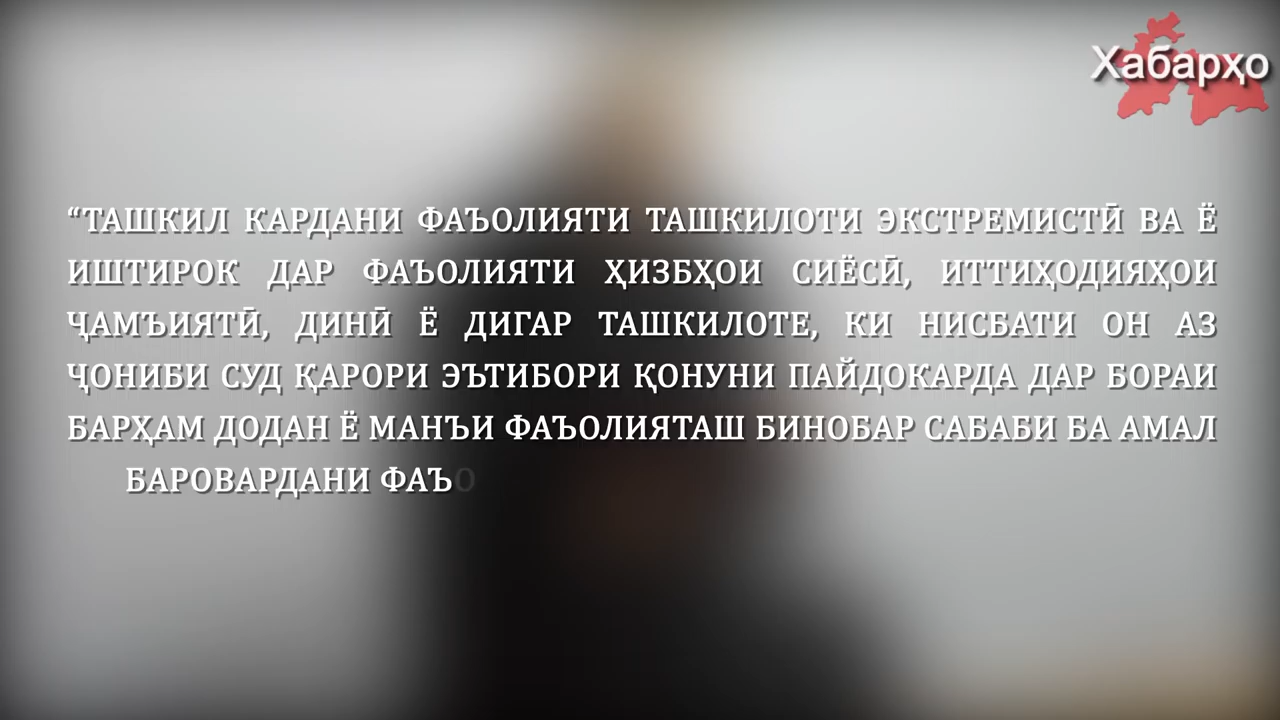 Хабарҳо
“ТАШКИЛ КАРДАНИ ФАЪОЛИЯТИ ТАШКИЛОТИ ЭКСТРЕМИСТӢ ВА Ё
ИШТИРОК ДАР ФАЪОЛИЯТИ ҲИЗБҲОИ СИЁСӢ, ИТТИҲОДИЯҲОИ
ҶАМЪИЯТӢ, ДИНӢ Ё ДИГАР ТАШКИЛОТЕ, КИ НИСБАТИ ОН АЗ
ҶОНИБИ СУД ҚАРОРИ ЭЪТИБОРИ ҚОНУНИ ПАЙДОКАРДА ДАР БОРАИ
БАРҲАМ ДОДАН Ё МАНЪИ ФАЪОЛИЯТАШ БИНОБАР САБАБИ БА АМАЛ
БАРОВАРДАНИ ФАЪО